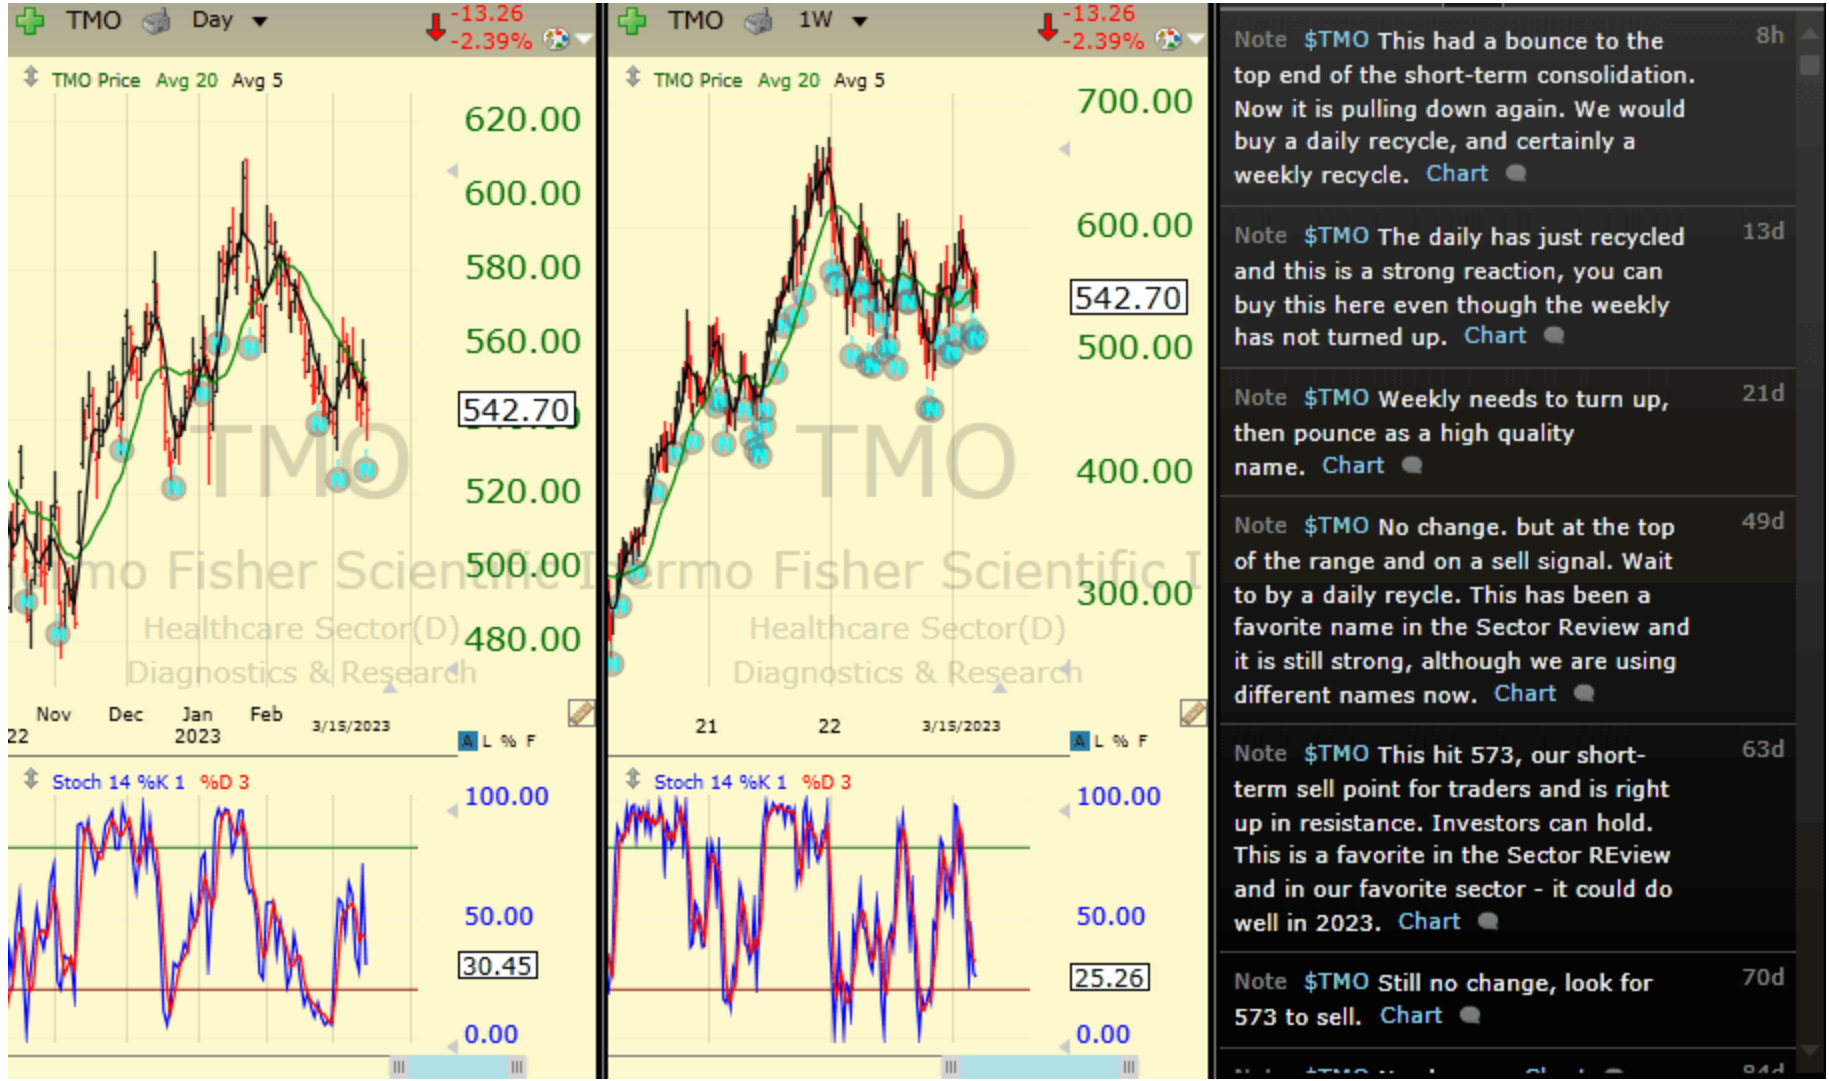 TMO Day -13.26
-2.39%
TMO Price Avg 20 Avg 5
620.00
600.00
580.00
560.00
542.70
520.00
500.00
480.00
TMO
mo Fisher Scientific I
Healthcare Sector(D)
Diagnostics & Research
Nov Dec Jan Feb 3/15/2023
22 2023
A L % F
Stoch 14 %K 1 %D 3
100.00
50.00
30.45
0.00
TMO 1W -13.26
-2.39%
TMO Price Avg 20 Avg 5
700.00
600.00
542.70
500.00
400.00
300.00
TMO
ermo Fisher Scientific I
Healthcare Sector(D)
Diagnostics & Research
21 22 3/15/2023
A L % F
Stoch 14 %K 1 %D 3
100.00
50.00
25.26
0.00
Note $TMO This had a bounce to the 8h
top end of the short-term consolidation.
Now it is pulling down again. We would
buy a daily recycle, and certainly a
weekly recycle. Chart
Note $TMO The daily has just recycled 13d
and this is a strong reaction, you can
buy this here even though the weekly
has not turned up. Chart
Note $TMO Weekly needs to turn up, 21d
then pounce as a high quality
name. Chart
Note $TMO No change. but at the top 49d
of the range and on a sell signal. Wait
to by a daily reycle. This has been a
favorite name in the Sector Review and
it is still strong, although we are using
different names now. Chart
Note $TMO This hit 573, our short- 63d
term sell point for traders and is right
up in resistance. Investors can hold.
This is a favorite in the Sector REview
and in our favorite sector - it could do
well in 2023. Chart
Note $TMO Still no change, look for 70d
573 to sell. Chart